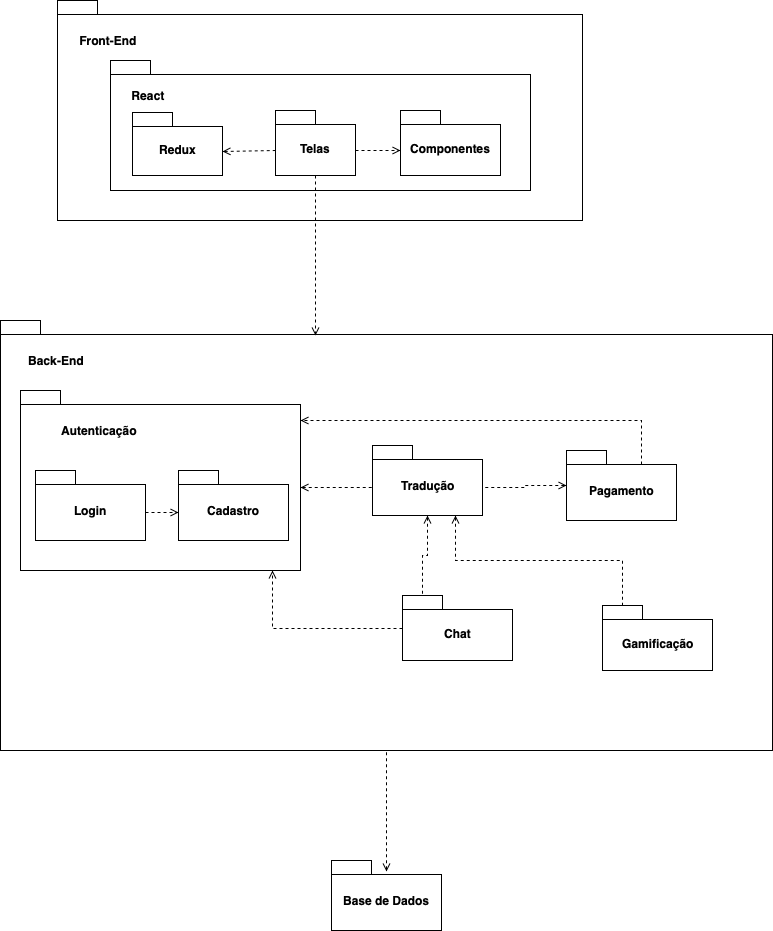 Front-End
React
Redux
Telas
Componentes
Back-End
Autenticação
Login
Cadastro
Tradução
Pagamento
Chat
Gamificação
Base de Dados